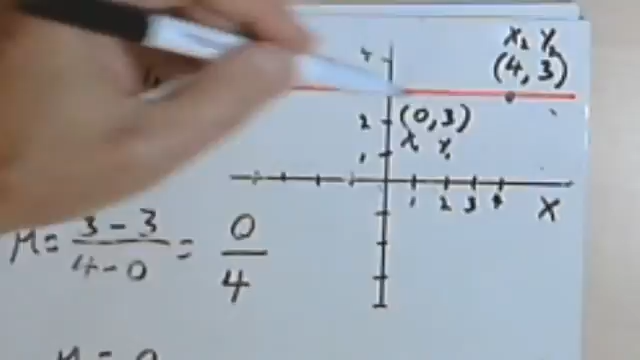 4
X₂ Y₂
(4, 3)
(0, 3)
X₁ Y₁
2
1
1 2 3 4
X
M = 3 - 3 / 4 - 0 = 0 / 4
M = 0